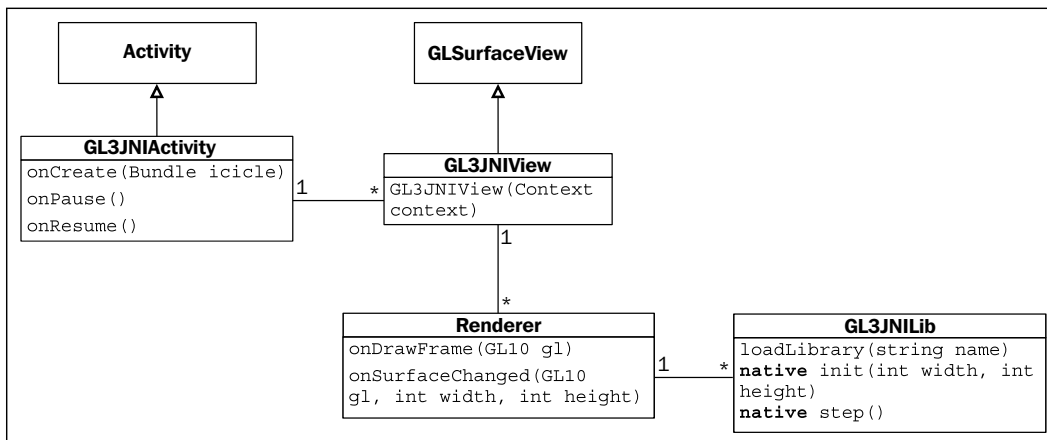 Activity
GLSurfaceView
GL3JNIActivity
onCreate(Bundle icicle)
onPause()
onResume()
1
*
GL3JNIView
GL3JNIView(Context
context)
1
*
Renderer
onDrawFrame(GL10 gl)
onSurfaceChanged(GL10
gl, int width, int height)
1
*
GL3JNILib
loadLibrary(string name)
native init(int width, int
height)
native step()